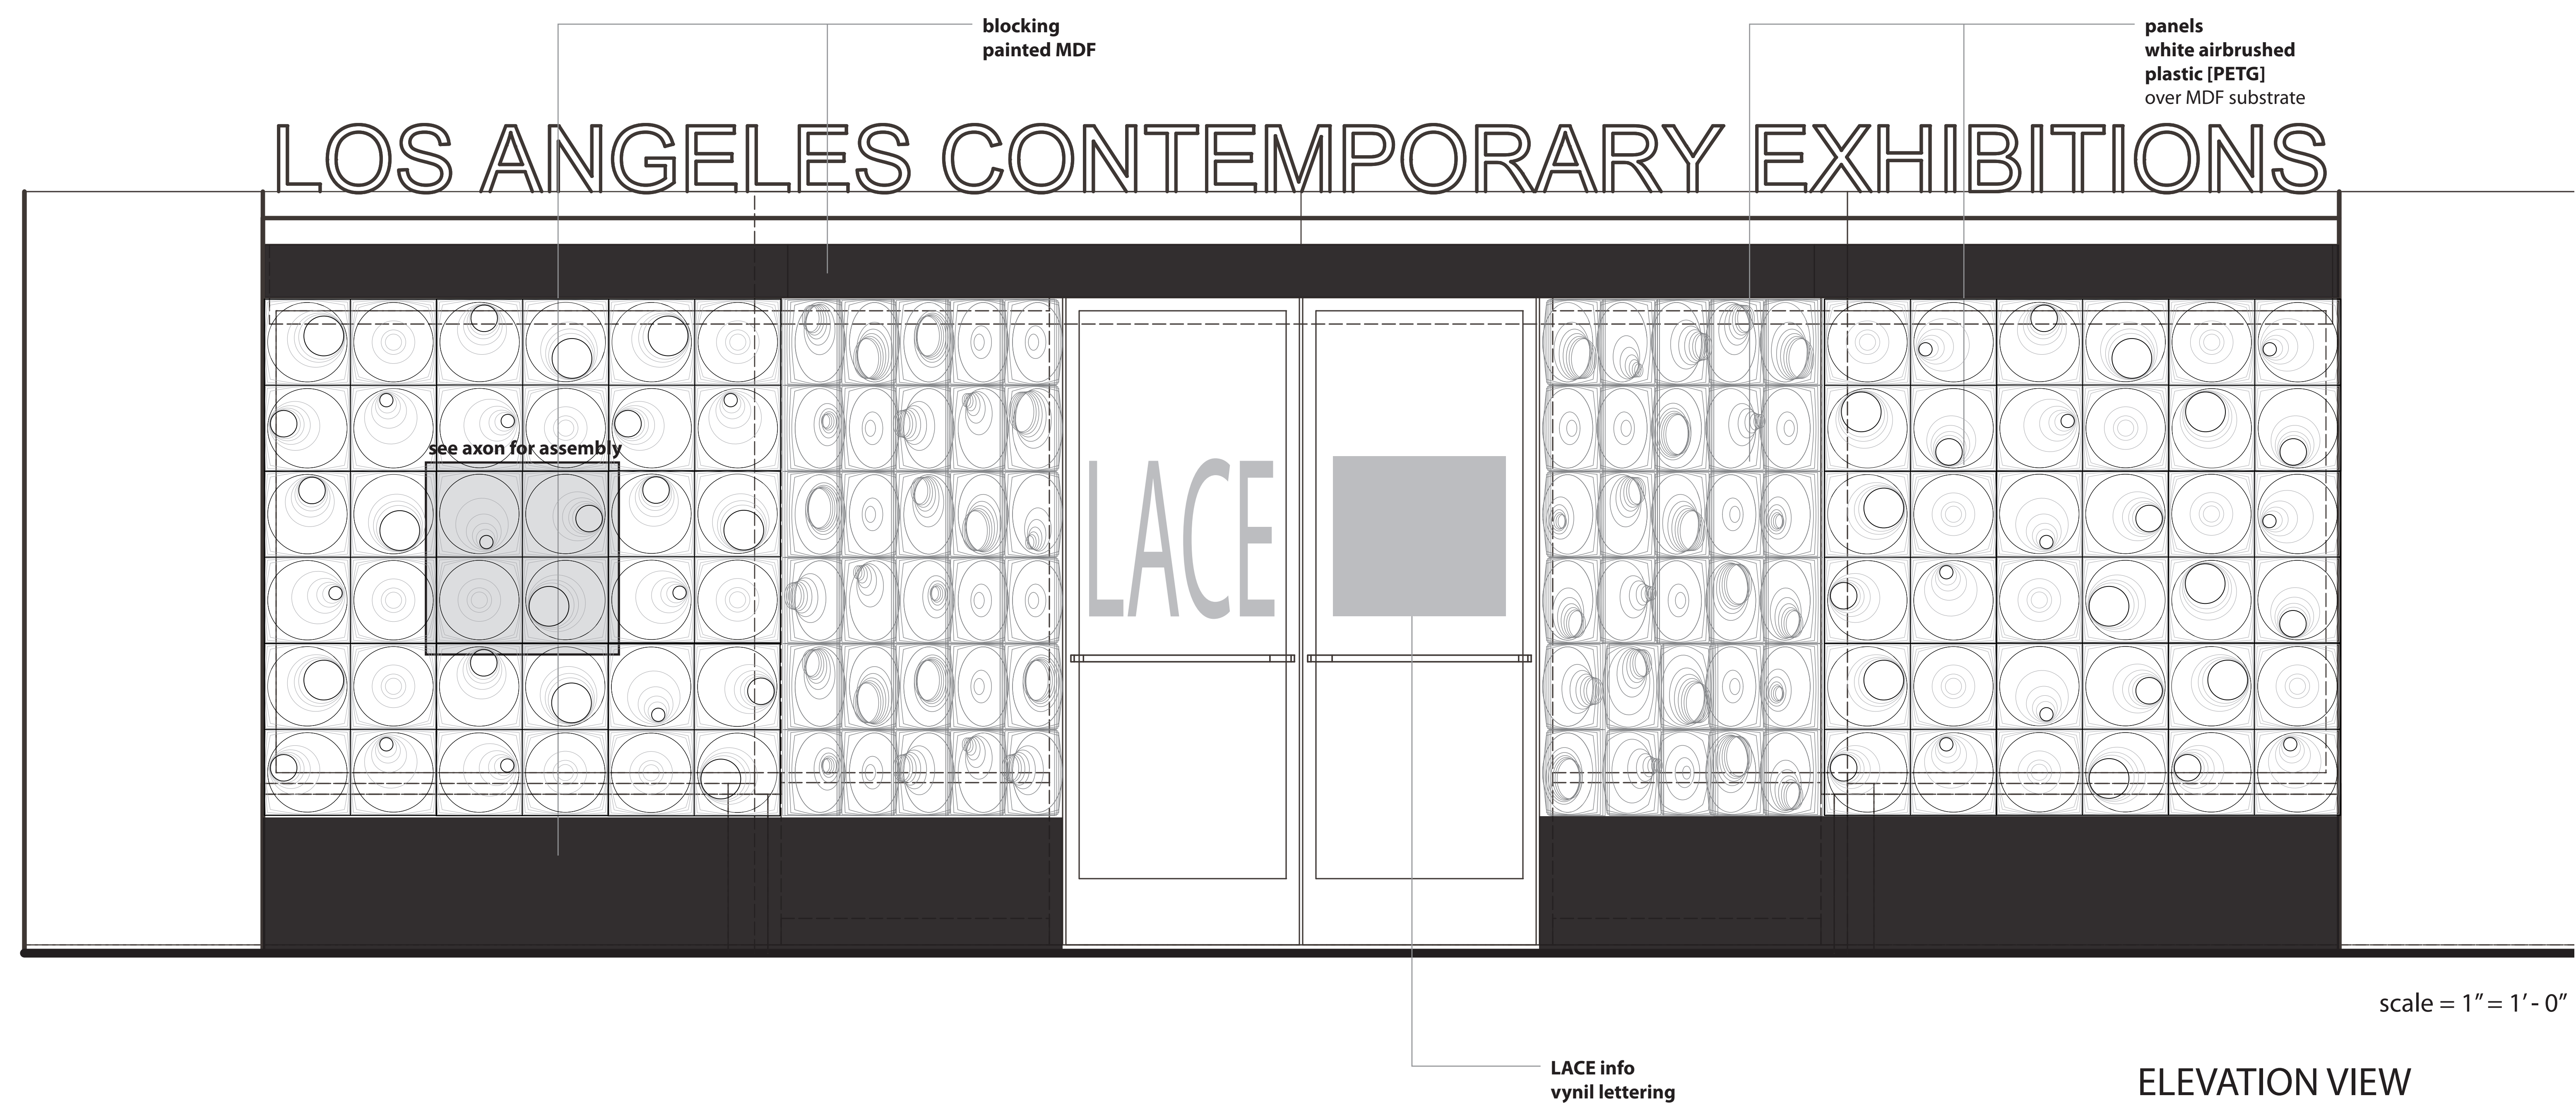 blocking
painted MDF
panels
white airbrushed
plastic [PETG]
over MDF substrate
LOS ANGELES CONTEMPORARY EXHIBITIONS
see axon for assembly
LACE
scale = 1” = 1’ - 0”
LACE info
vynil lettering
ELEVATION VIEW